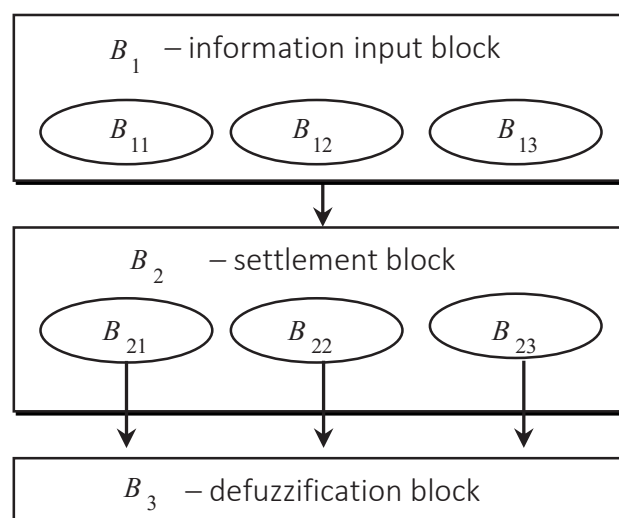 B₁ – information input block
B₁₁ B₁₂ B₁₃
B₂ – settlement block
B₂₁ B₂₂ B₂₃
B₃ – defuzzification block